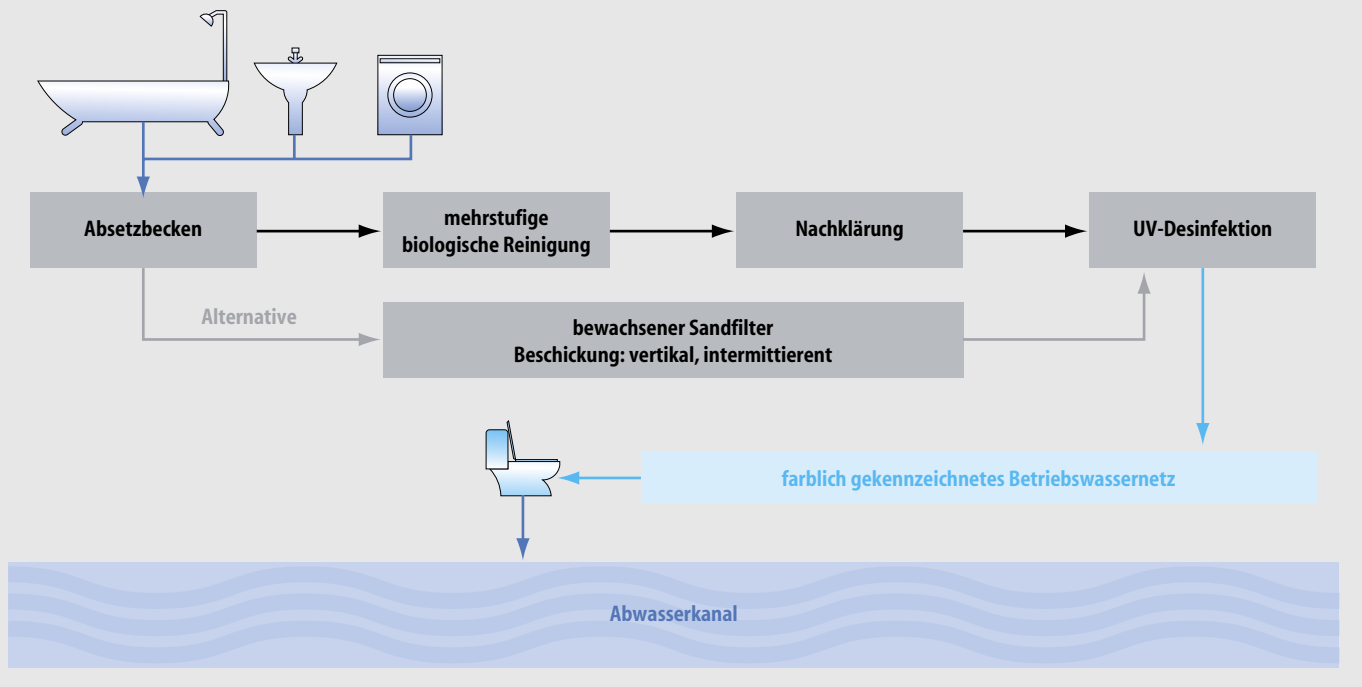 Absetzbecken
mehrstufige
biologische Reinigung
Nachklärung
UV-Desinfektion
Alternative
bewachsener Sandfilter
Beschickung: vertikal, intermittierent
farblich gekennzeichnetes Betriebswassernetz
Abwasserkanal